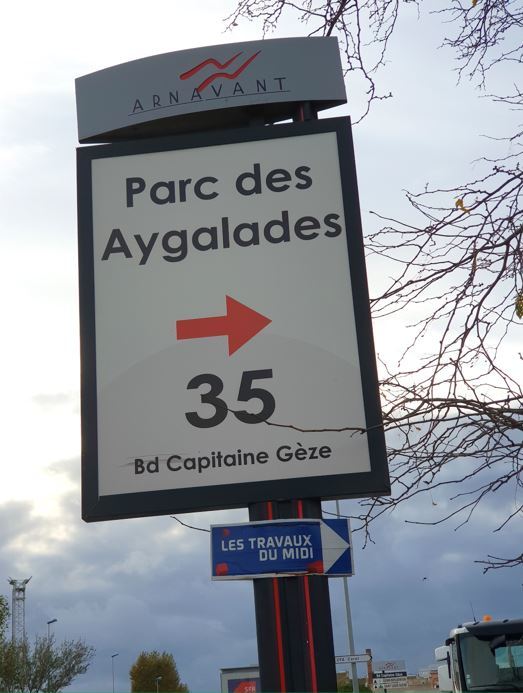 ARNAVANT
Parc des
Aygalades
35
Bd Capitaine Gèze
LES TRAVAUX
DU MIDI